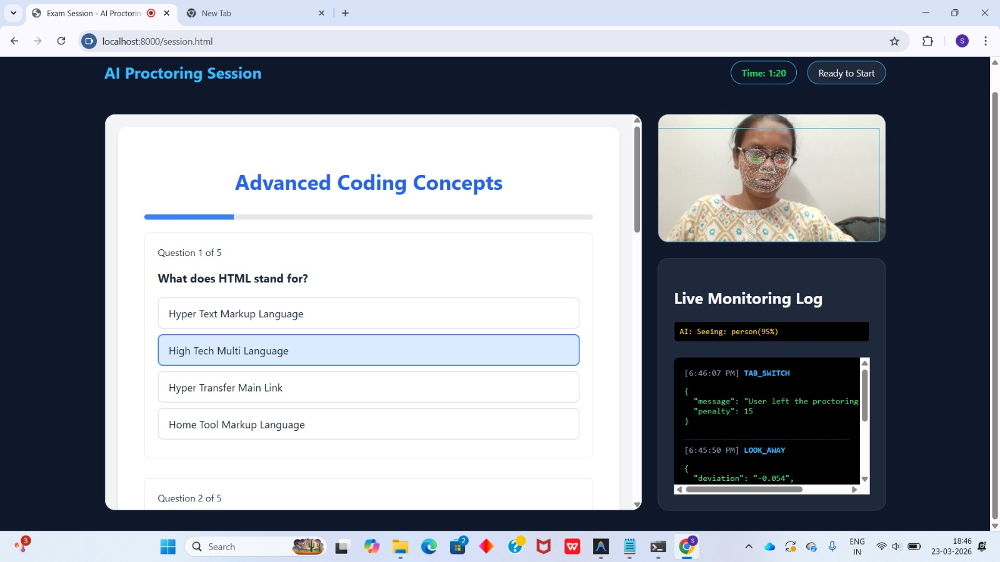 Exam Session - AI Proctorin
New Tab
localhost:8000/session.html
S
AI Proctoring Session
Time: 1:20
Ready to Start
Advanced Coding Concepts
Question 1 of 5
What does HTML stand for?
Hyper Text Markup Language
High Tech Multi Language
Hyper Transfer Main Link
Home Tool Markup Language
Question 2 of 5
Live Monitoring Log
AI: Seeing: person(95%)
[6:46:07 PM] TAB_SWITCH
{
"message": "User left the proctoring
"penalty": 15
}
[6:45:50 PM] LOOK_AWAY
{
"deviation": "-0.054",
3
Search
2
S
ENG
IN
18:46
23-03-2026